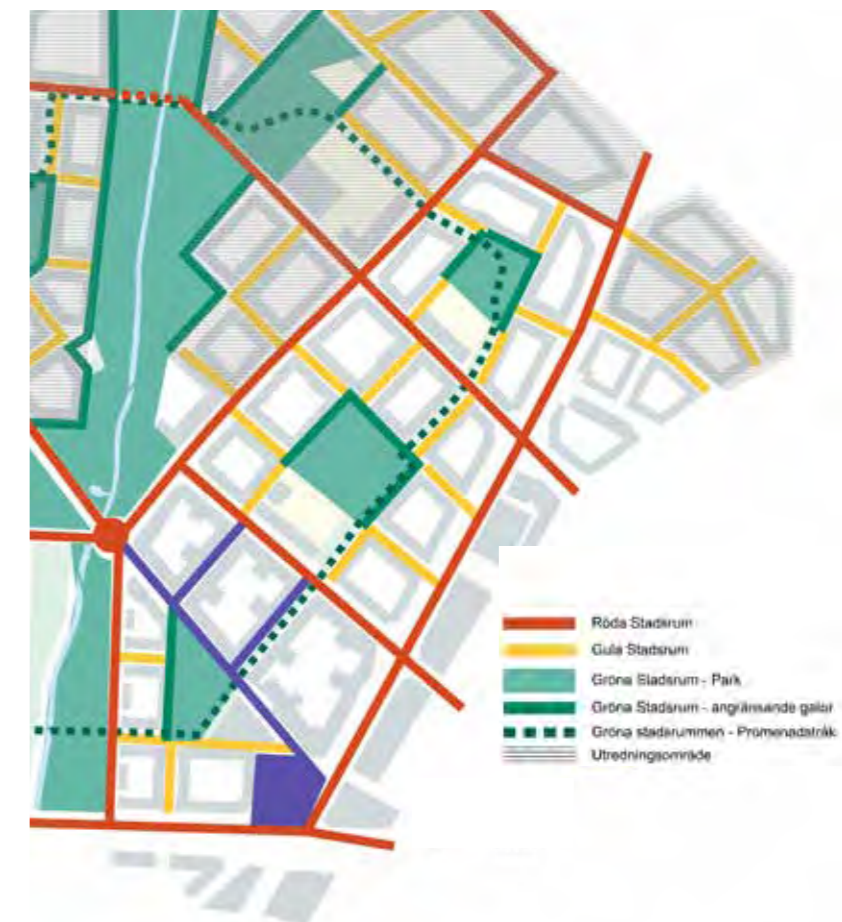 Röda Stadsrum
Gula Stadsrum
Gröna Stadsrum - Park
Gröna Stadsrum - angränsande gator
Gröna stadsrummen - Promenadstråk
Utredningsområde